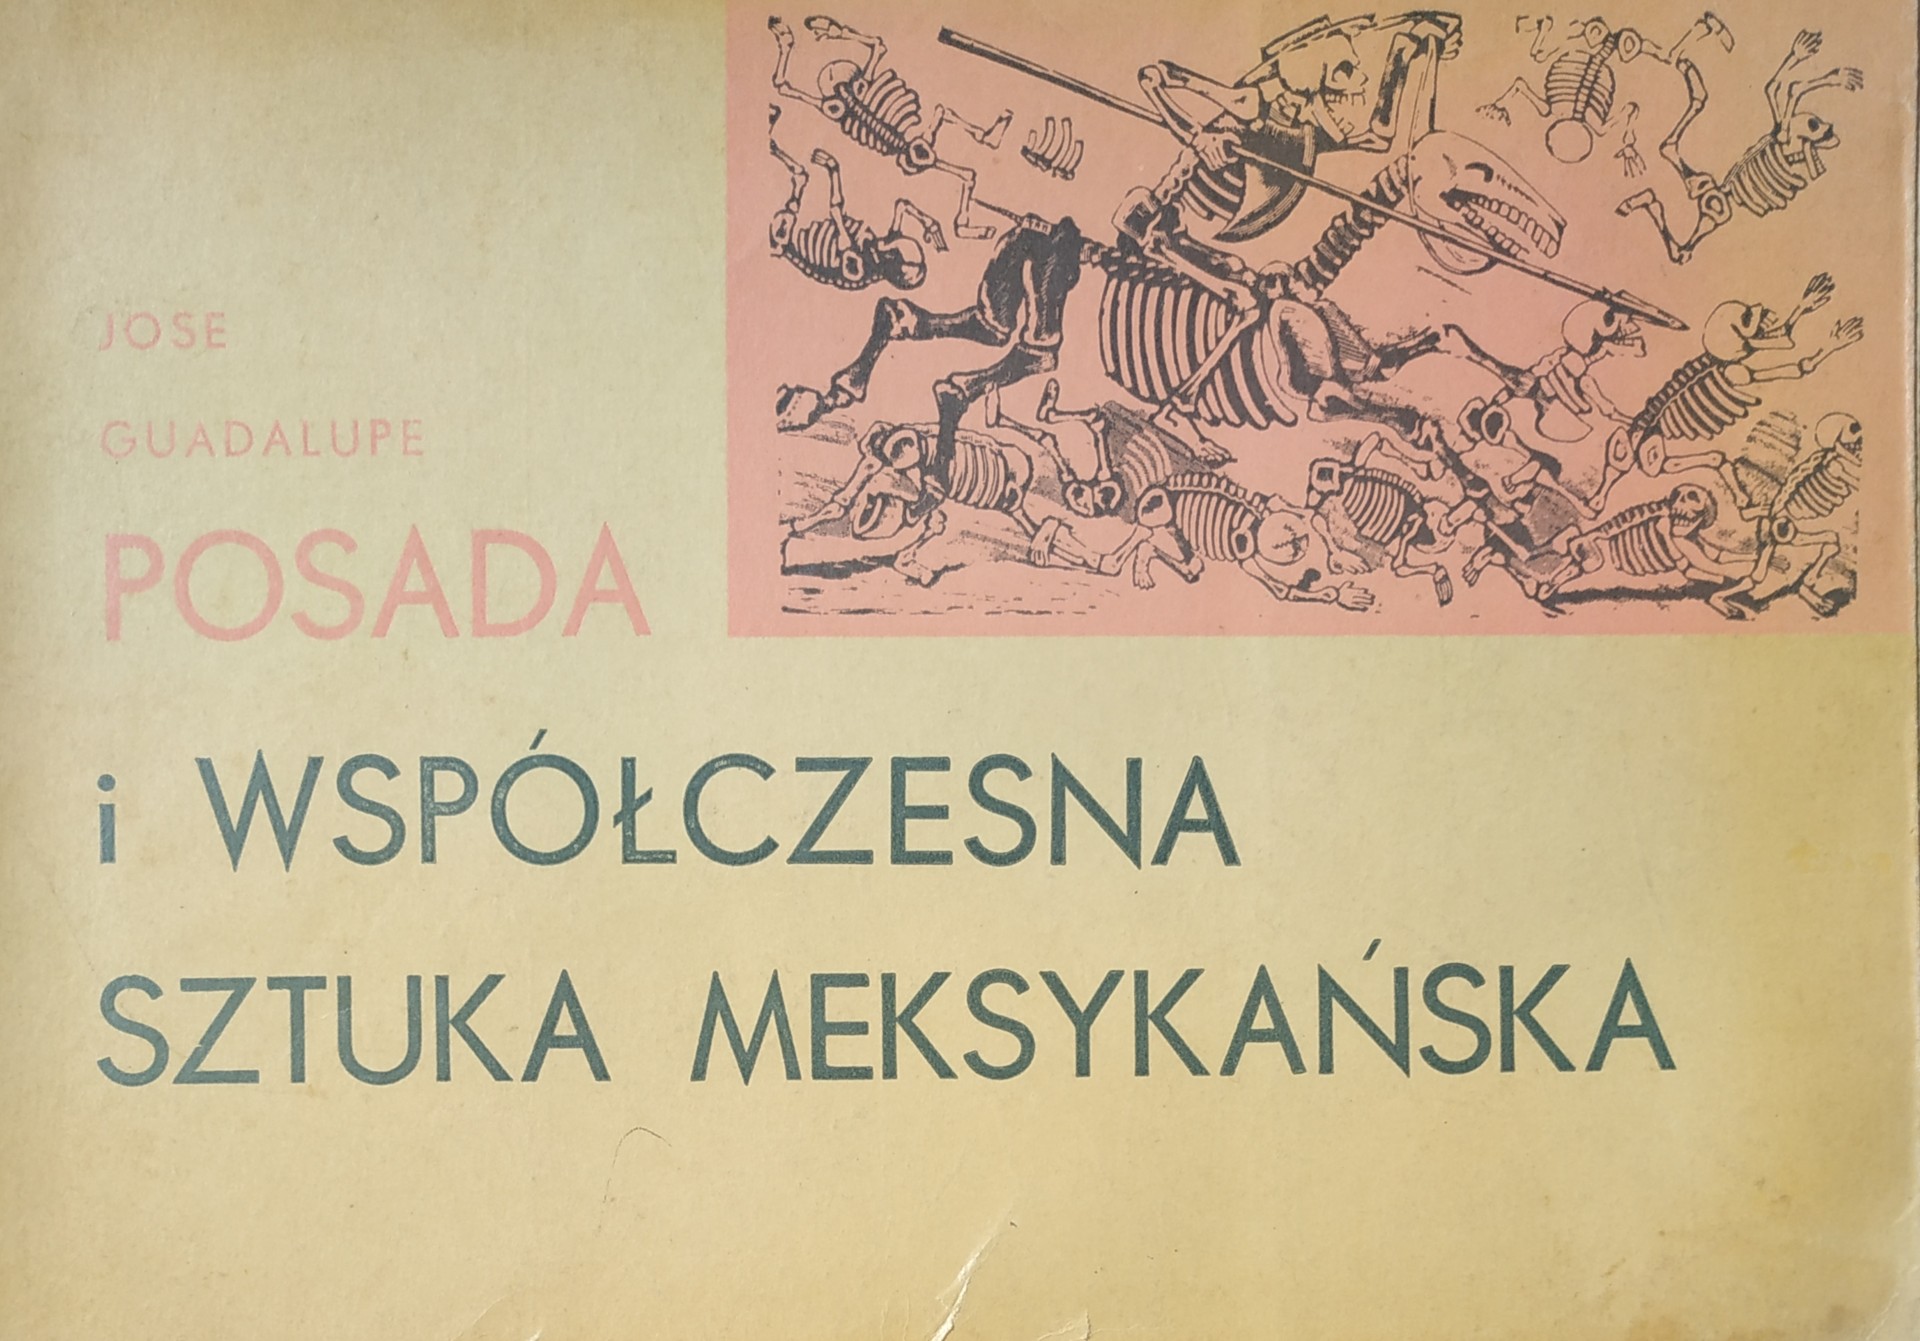 JOSE
GUADALUPE
POSADA
i WSPÓŁCZESNA
SZTUKA MEKSYKAŃSKA